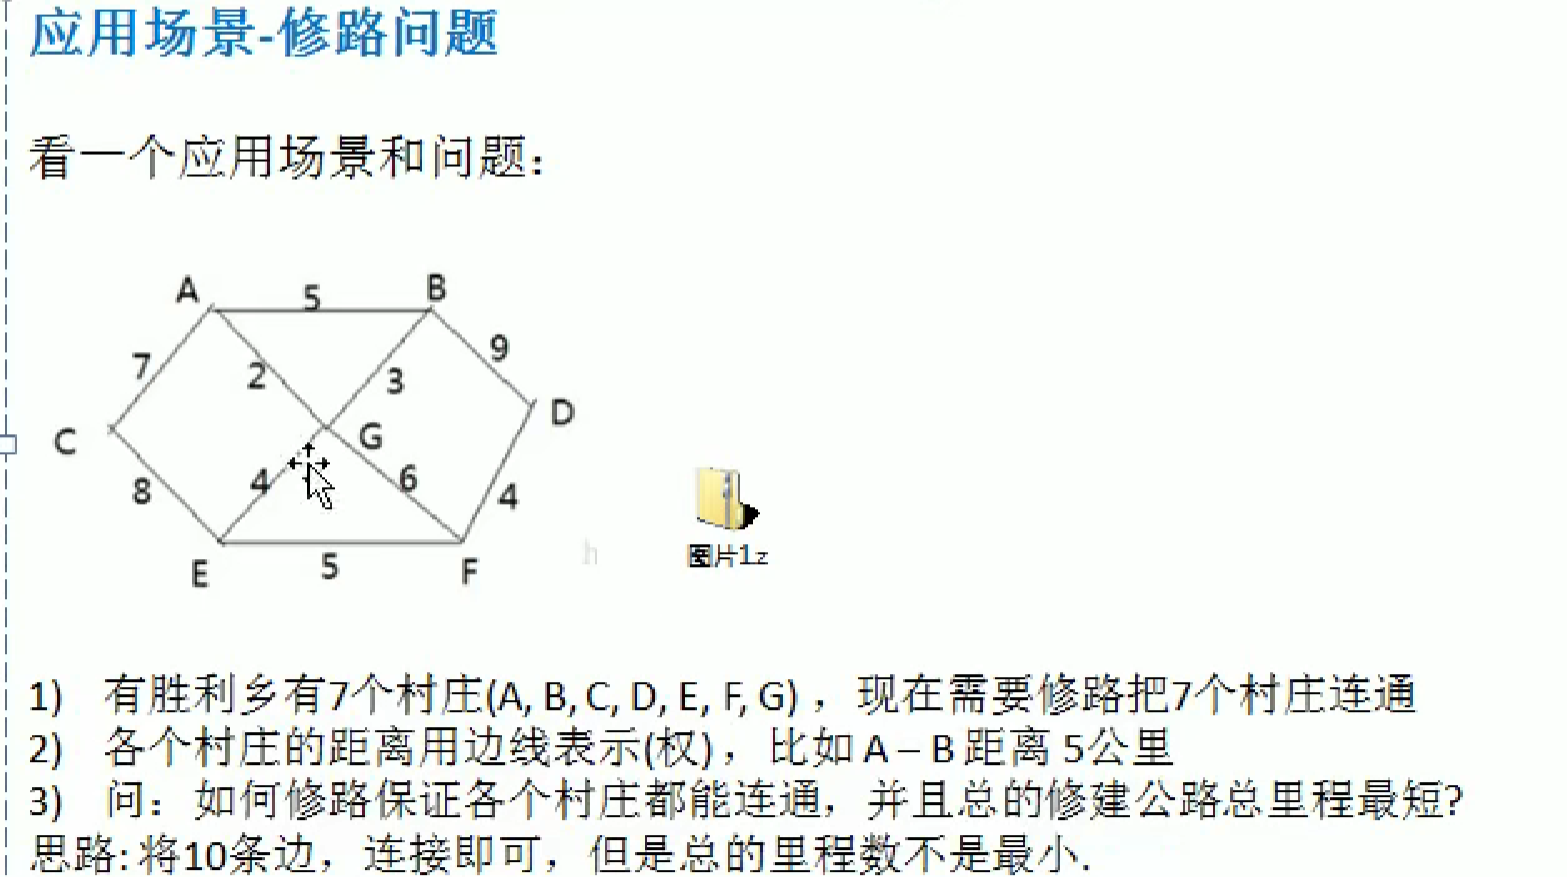 应用场景-修路问题
看一个应用场景和问题:
A 5 B
7 2 3 9
C G D
8 4 6 4
E 5 F
h
图片1.z
1) 有胜利乡有7个村庄(A, B, C, D, E, F, G) ，现在需要修路把7个村庄连通
2) 各个村庄的距离用边线表示(权) ，比如 A – B 距离 5公里
3) 问：如何修路保证各个村庄都能连通，并且总的修建公路总里程最短?
思路: 将10条边，连接即可，但是总的里程数不是最小.